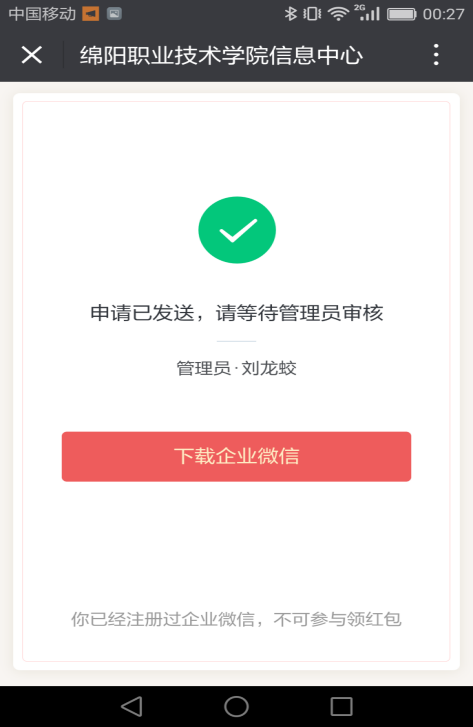 中国移动 2G 00:27
绵阳职业技术学院信息中心
申请已发送，请等待管理员审核
管理员·刘龙蛟
下载企业微信
你已经注册过企业微信，不可参与领红包